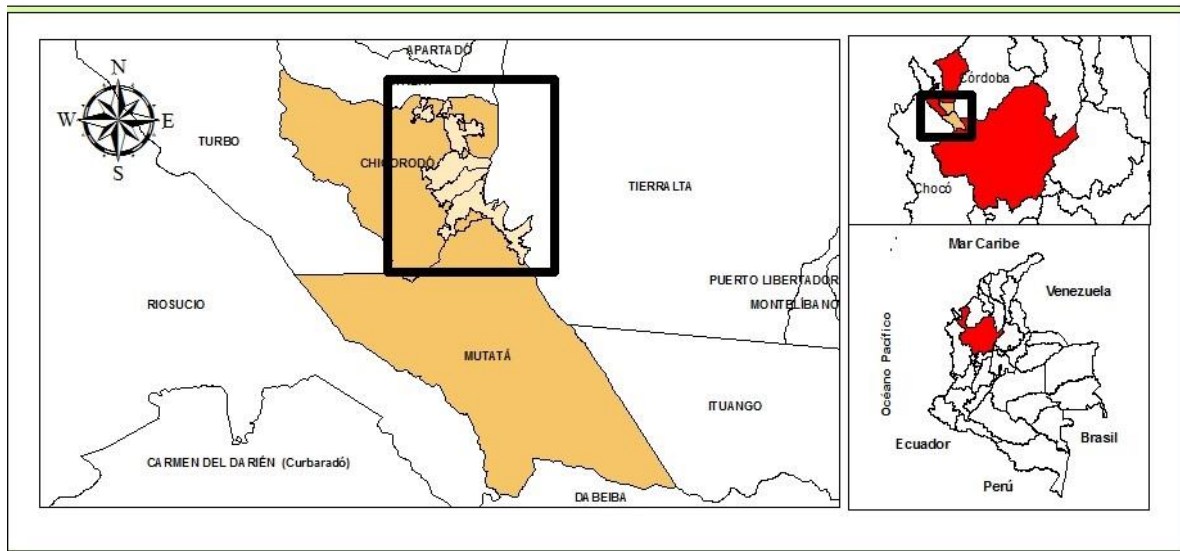 APARTADÓ
N
W
E
S
TURBO
CHIGORODÓ
TIERRALTA
PUERTO LIBERTADOR
MONTELÍBANO
RIOSUCIO
MUTATÁ
ITUANGO
CARMEN DEL DARIÉN (Curbaradó)
DABEIBA
Córdoba
Chocó
Mar Caribe
Venezuela
Océano Pacífico
Ecuador
Brasil
Perú